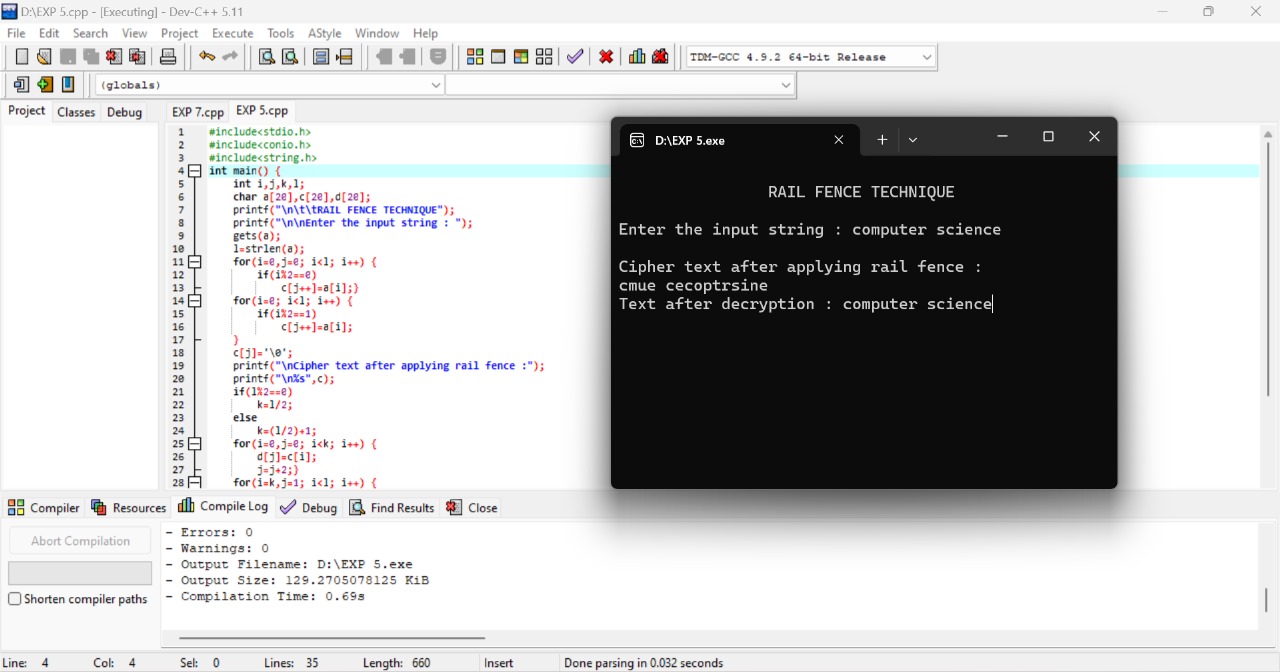 D:\EXP 5.cpp - [Executing] - Dev-C++ 5.11
File Edit Search View Project Execute Tools AStyle Window Help
TDM-GCC 4.9.2 64-bit Release
(globals)
Project Classes Debug
EXP 7.cpp EXP 5.cpp
1 #include<stdio.h>
2 #include<conio.h>
3 #include<string.h>
4 int main() {
5 int i,j,k,l;
6 char a[20],c[20],d[20];
7 printf("\n\t\tRAIL FENCE TECHNIQUE");
8 printf("\n\nEnter the input string : ");
9 gets(a);
10 l=strlen(a);
11 for(i=0,j=0; i<l; i++) {
12 if(i%2==0)
13 c[j++]=a[i];}
14 for(i=0; i<l; i++) {
15 if(i%2==1)
16 c[j++]=a[i];
17 }
18 c[j]='\0';
19 printf("\nCipher text after applying rail fence :");
20 printf("\n%s",c);
21 if(l%2==0)
22 k=l/2;
23 else
24 k=(l/2)+1;
25 for(i=0,j=0; i<k; i++) {
26 d[j]=c[i];
27 j=j+2;}
28 for(i=k,j=1; i<l; i++) {
D:\EXP 5.exe
RAIL FENCE TECHNIQUE
Enter the input string : computer science
Cipher text after applying rail fence :
cmue cecoptrsine
Text after decryption : computer science
Compiler Resources Compile Log Debug Find Results Close
Abort Compilation
Shorten compiler paths
- Errors: 0
- Warnings: 0
- Output Filename: D:\EXP 5.exe
- Output Size: 129.2705078125 KiB
- Compilation Time: 0.69s
Line: 4 Col: 4 Sel: 0 Lines: 35 Length: 660 Insert Done parsing in 0.032 seconds